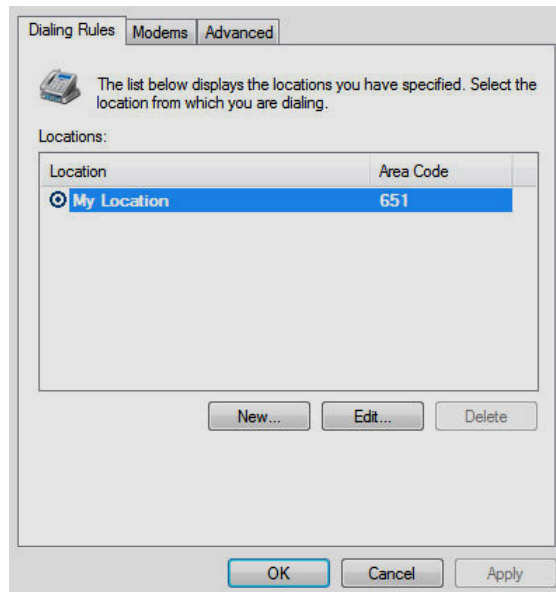 Dialing Rules Modems Advanced
The list below displays the locations you have specified. Select the
location from which you are dialing.
Locations:
Location Area Code
My Location 651
New... Edit... Delete
OK Cancel Apply